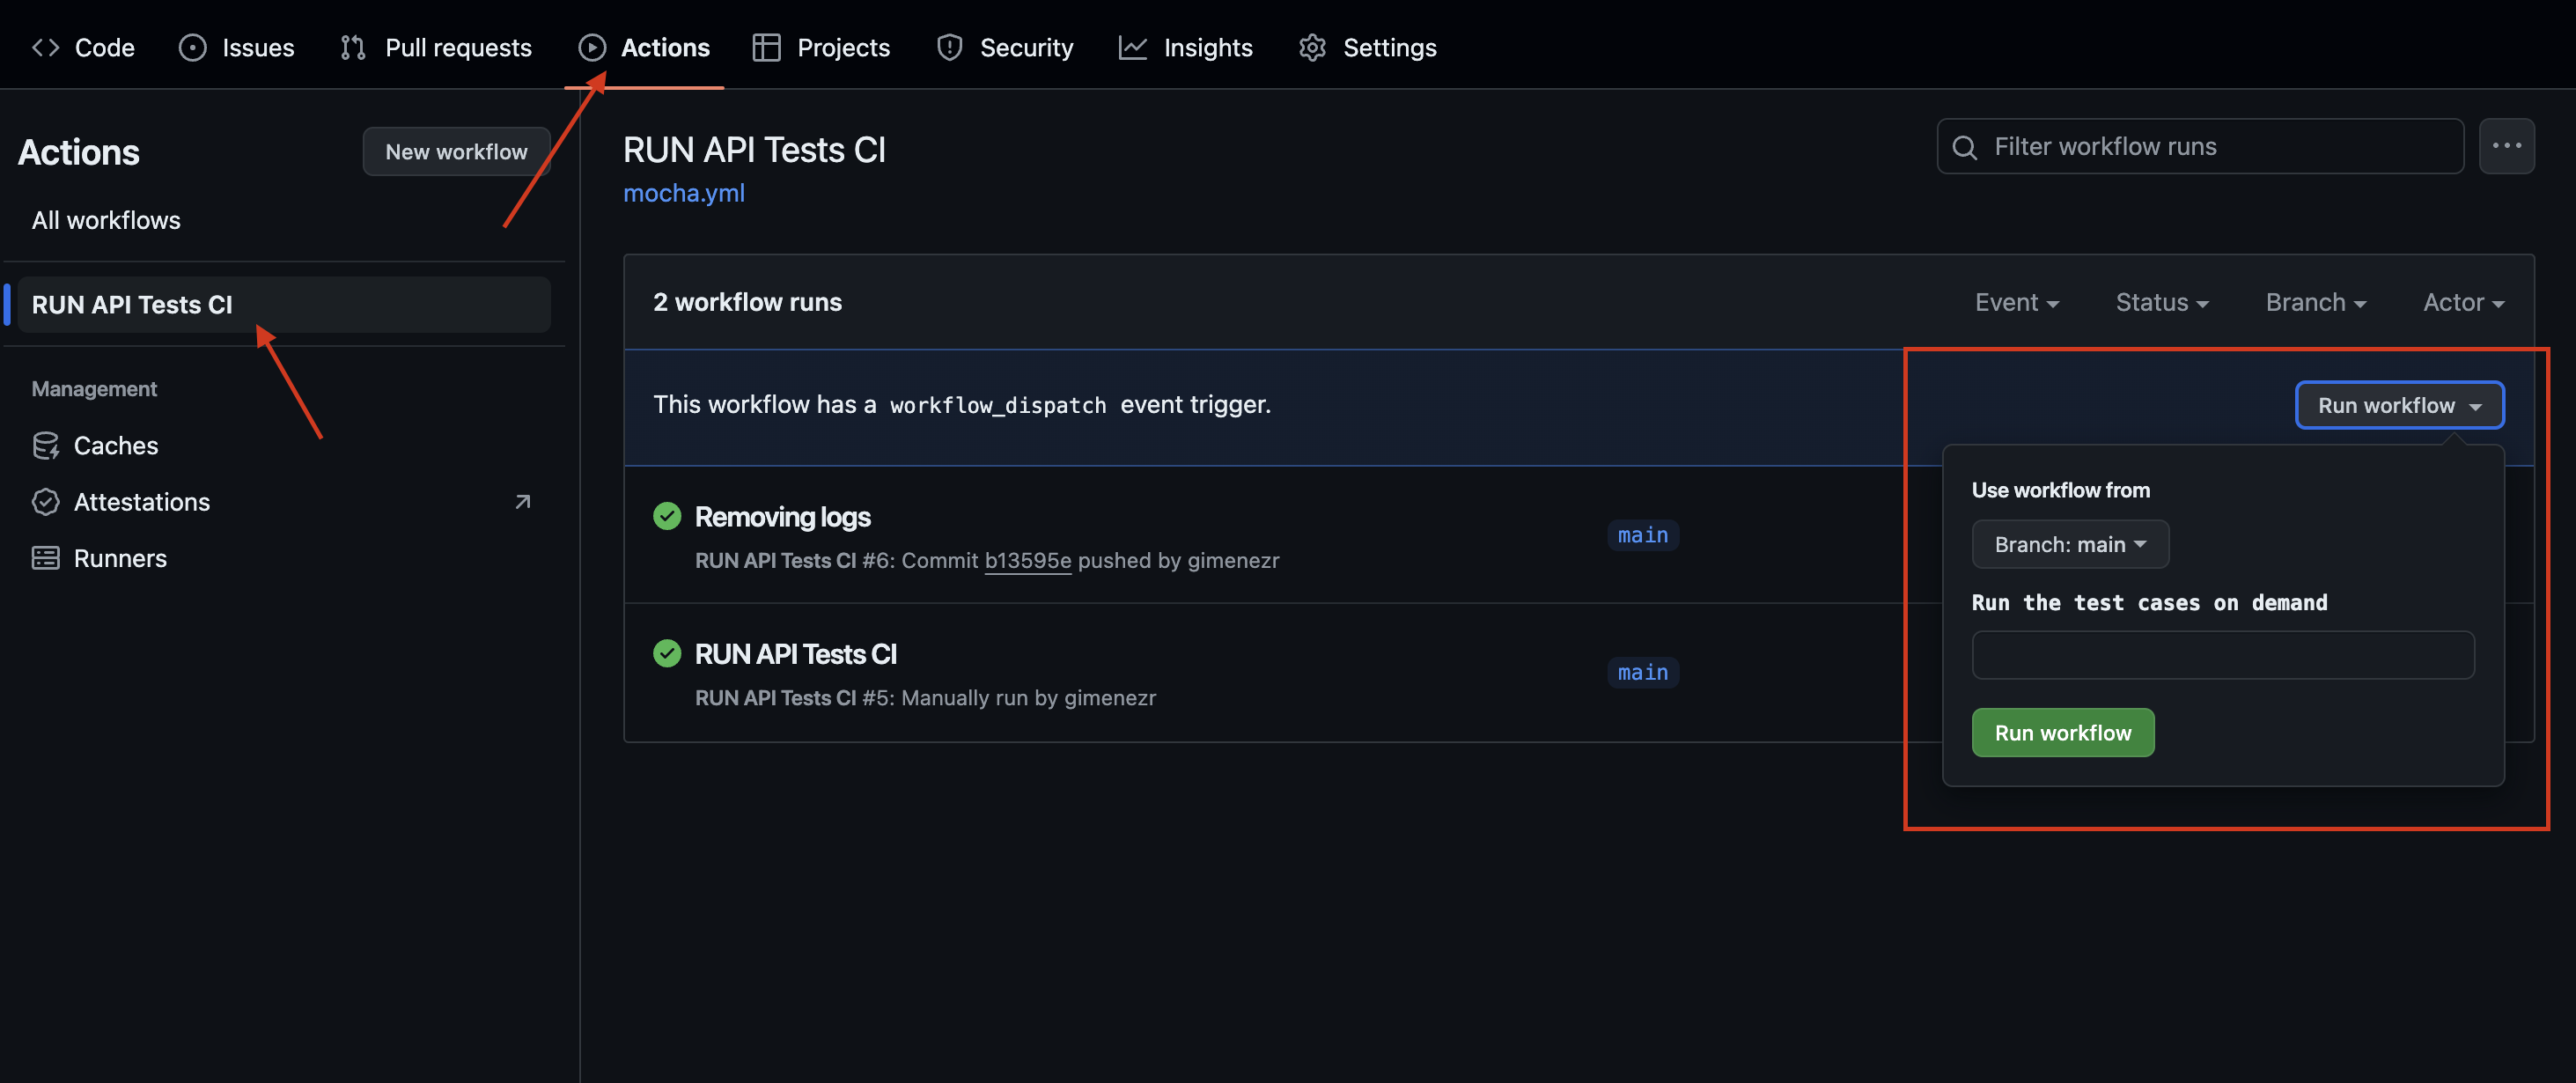 Code Issues Pull requests Actions Projects Security Insights Settings
Actions New workflow
All workflows
RUN API Tests CI
Management
Caches
Attestations
Runners
RUN API Tests CI
mocha.yml
Filter workflow runs
2 workflow runs Event Status Branch Actor
This workflow has a workflow_dispatch event trigger. Run workflow
Removing logs
RUN API Tests CI #6: Commit b13595e pushed by gimenezr
main
RUN API Tests CI
RUN API Tests CI #5: Manually run by gimenezr
main
Use workflow from
Branch: main
Run the test cases on demand
Run workflow